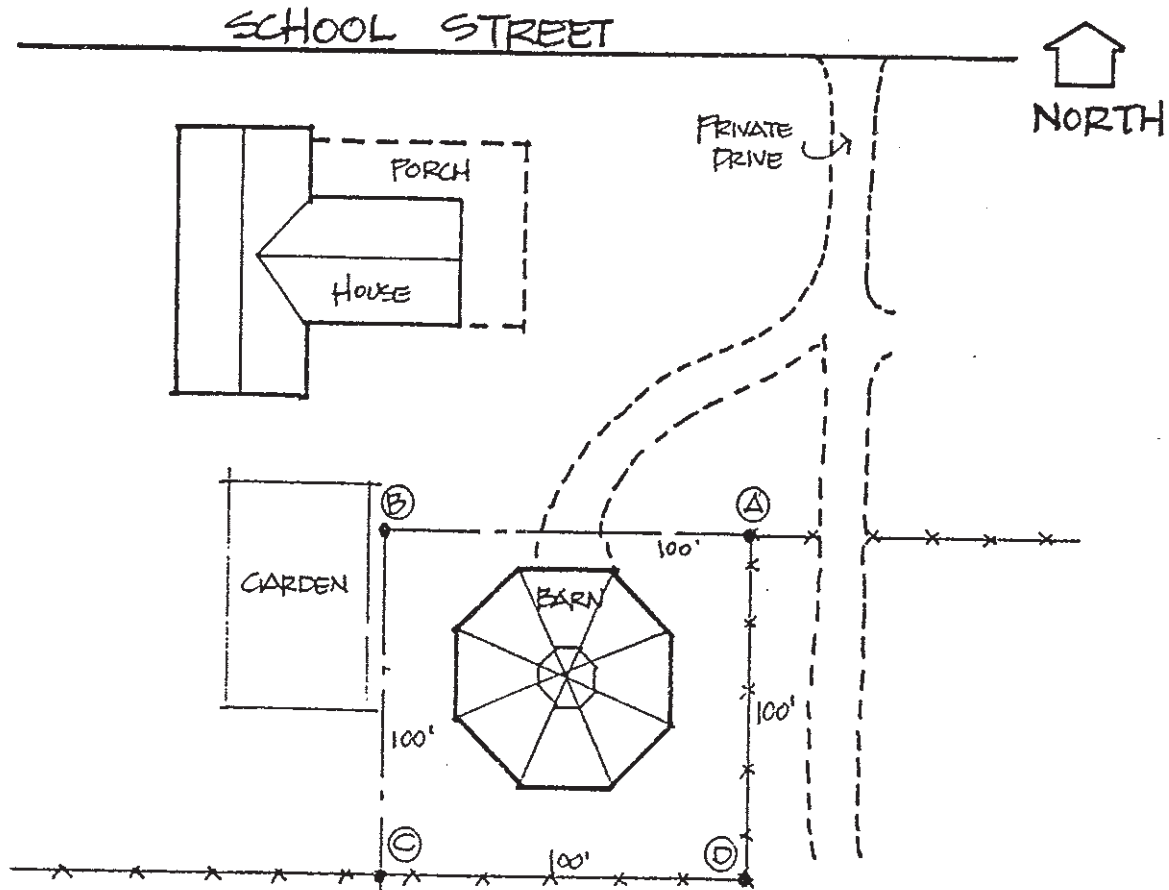 SCHOOL STREET
NORTH
PRIVATE
DRIVE
PORCH
HOUSE
B
A
100'
GARDEN
BARN
100'
100'
C
100'
D